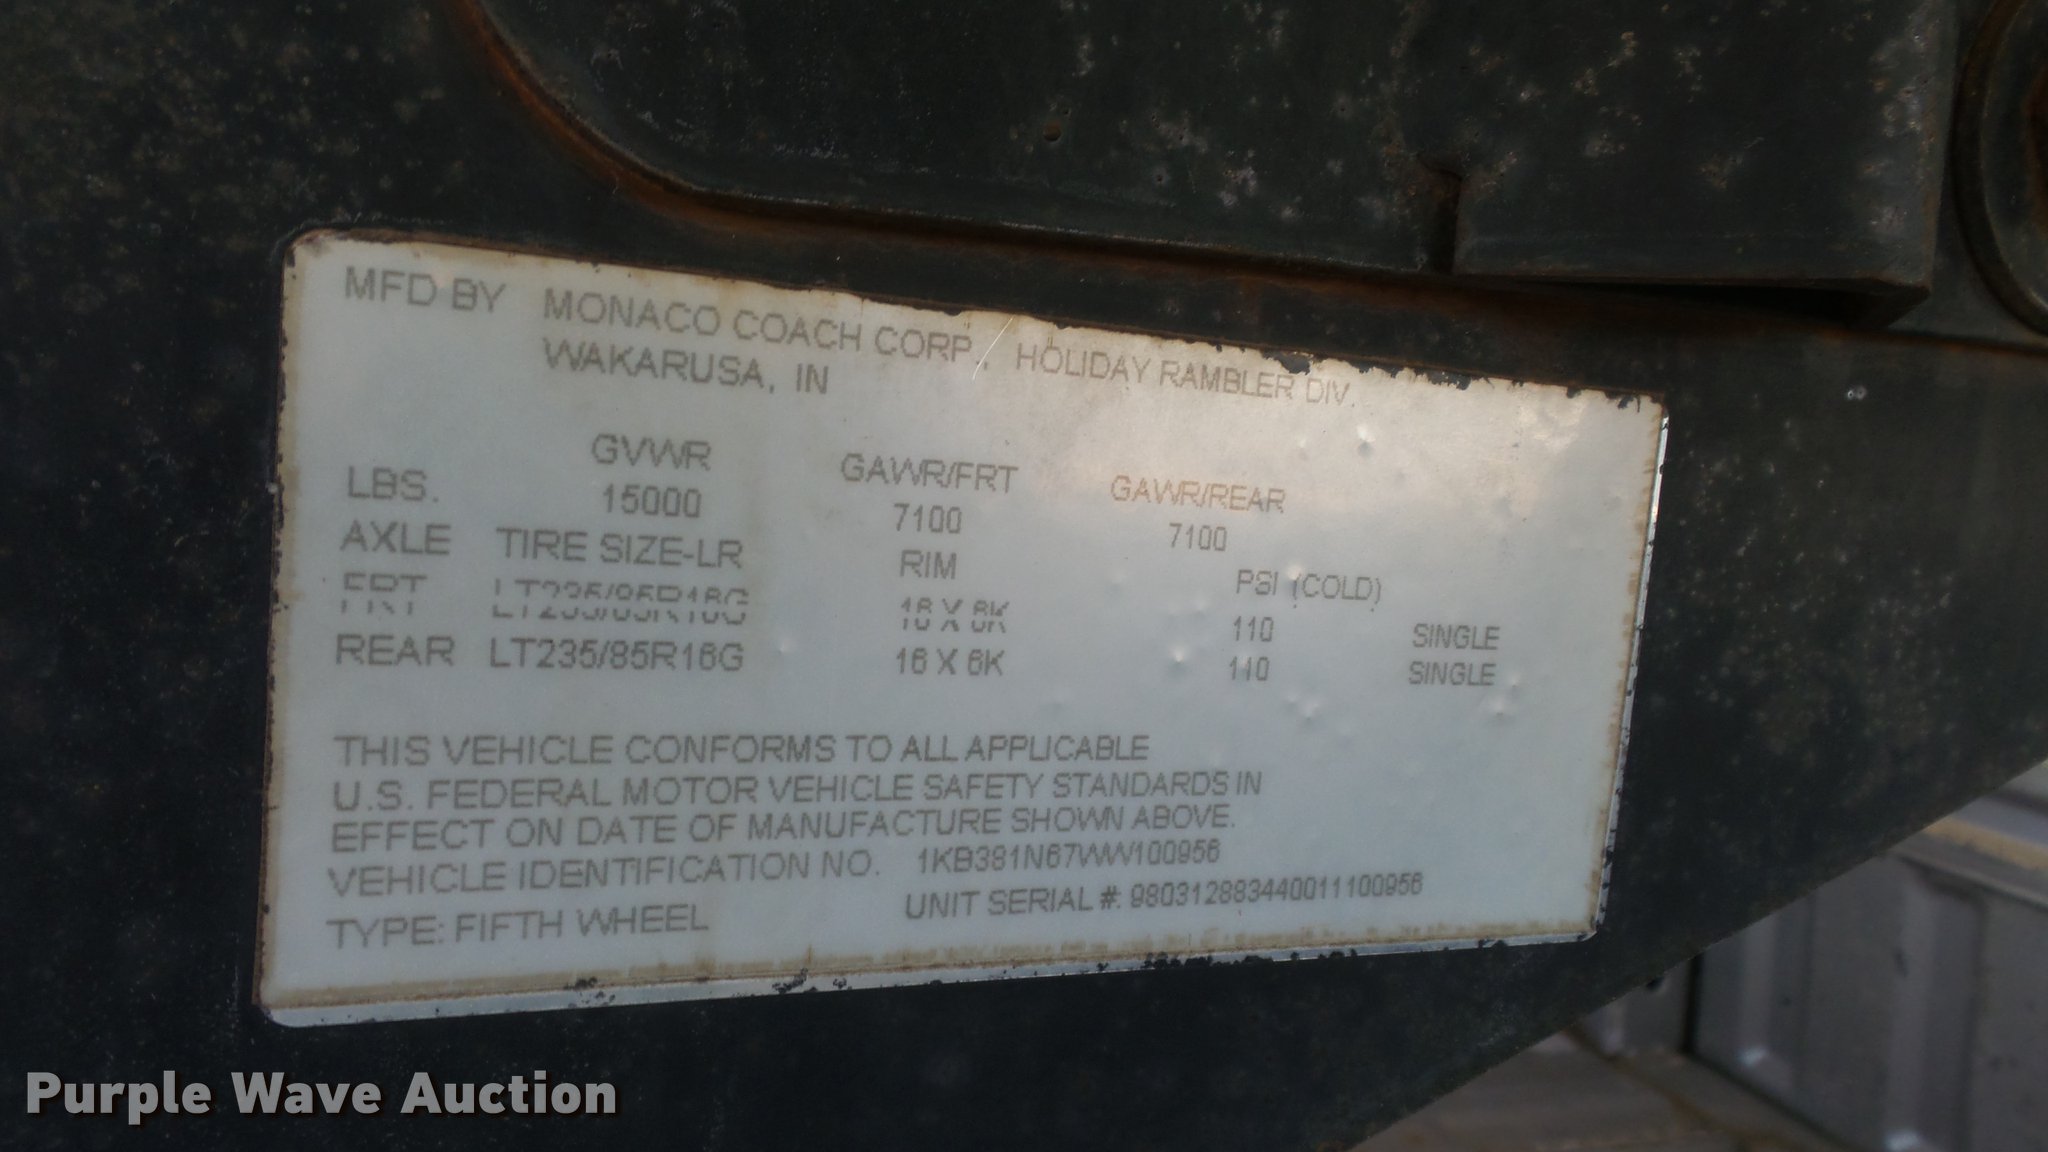 MFD BY MONACO COACH CORP., HOLIDAY RAMBLER DIV.
WAKARUSA, IN
GVWR GAWR/FRT GAWR/REAR
LBS. 15000 7100 7100
AXLE TIRE SIZE-LR RIM PSI (COLD)
FRT LT235/85R16G 16 X 6K 110 SINGLE
REAR LT235/85R16G 16 X 6K 110 SINGLE
THIS VEHICLE CONFORMS TO ALL APPLICABLE
U.S. FEDERAL MOTOR VEHICLE SAFETY STANDARDS IN
EFFECT ON DATE OF MANUFACTURE SHOWN ABOVE.
VEHICLE IDENTIFICATION NO. 1KB381N67WW100956
TYPE: FIFTH WHEEL UNIT SERIAL #: 980312883440011100956
Purple Wave Auction